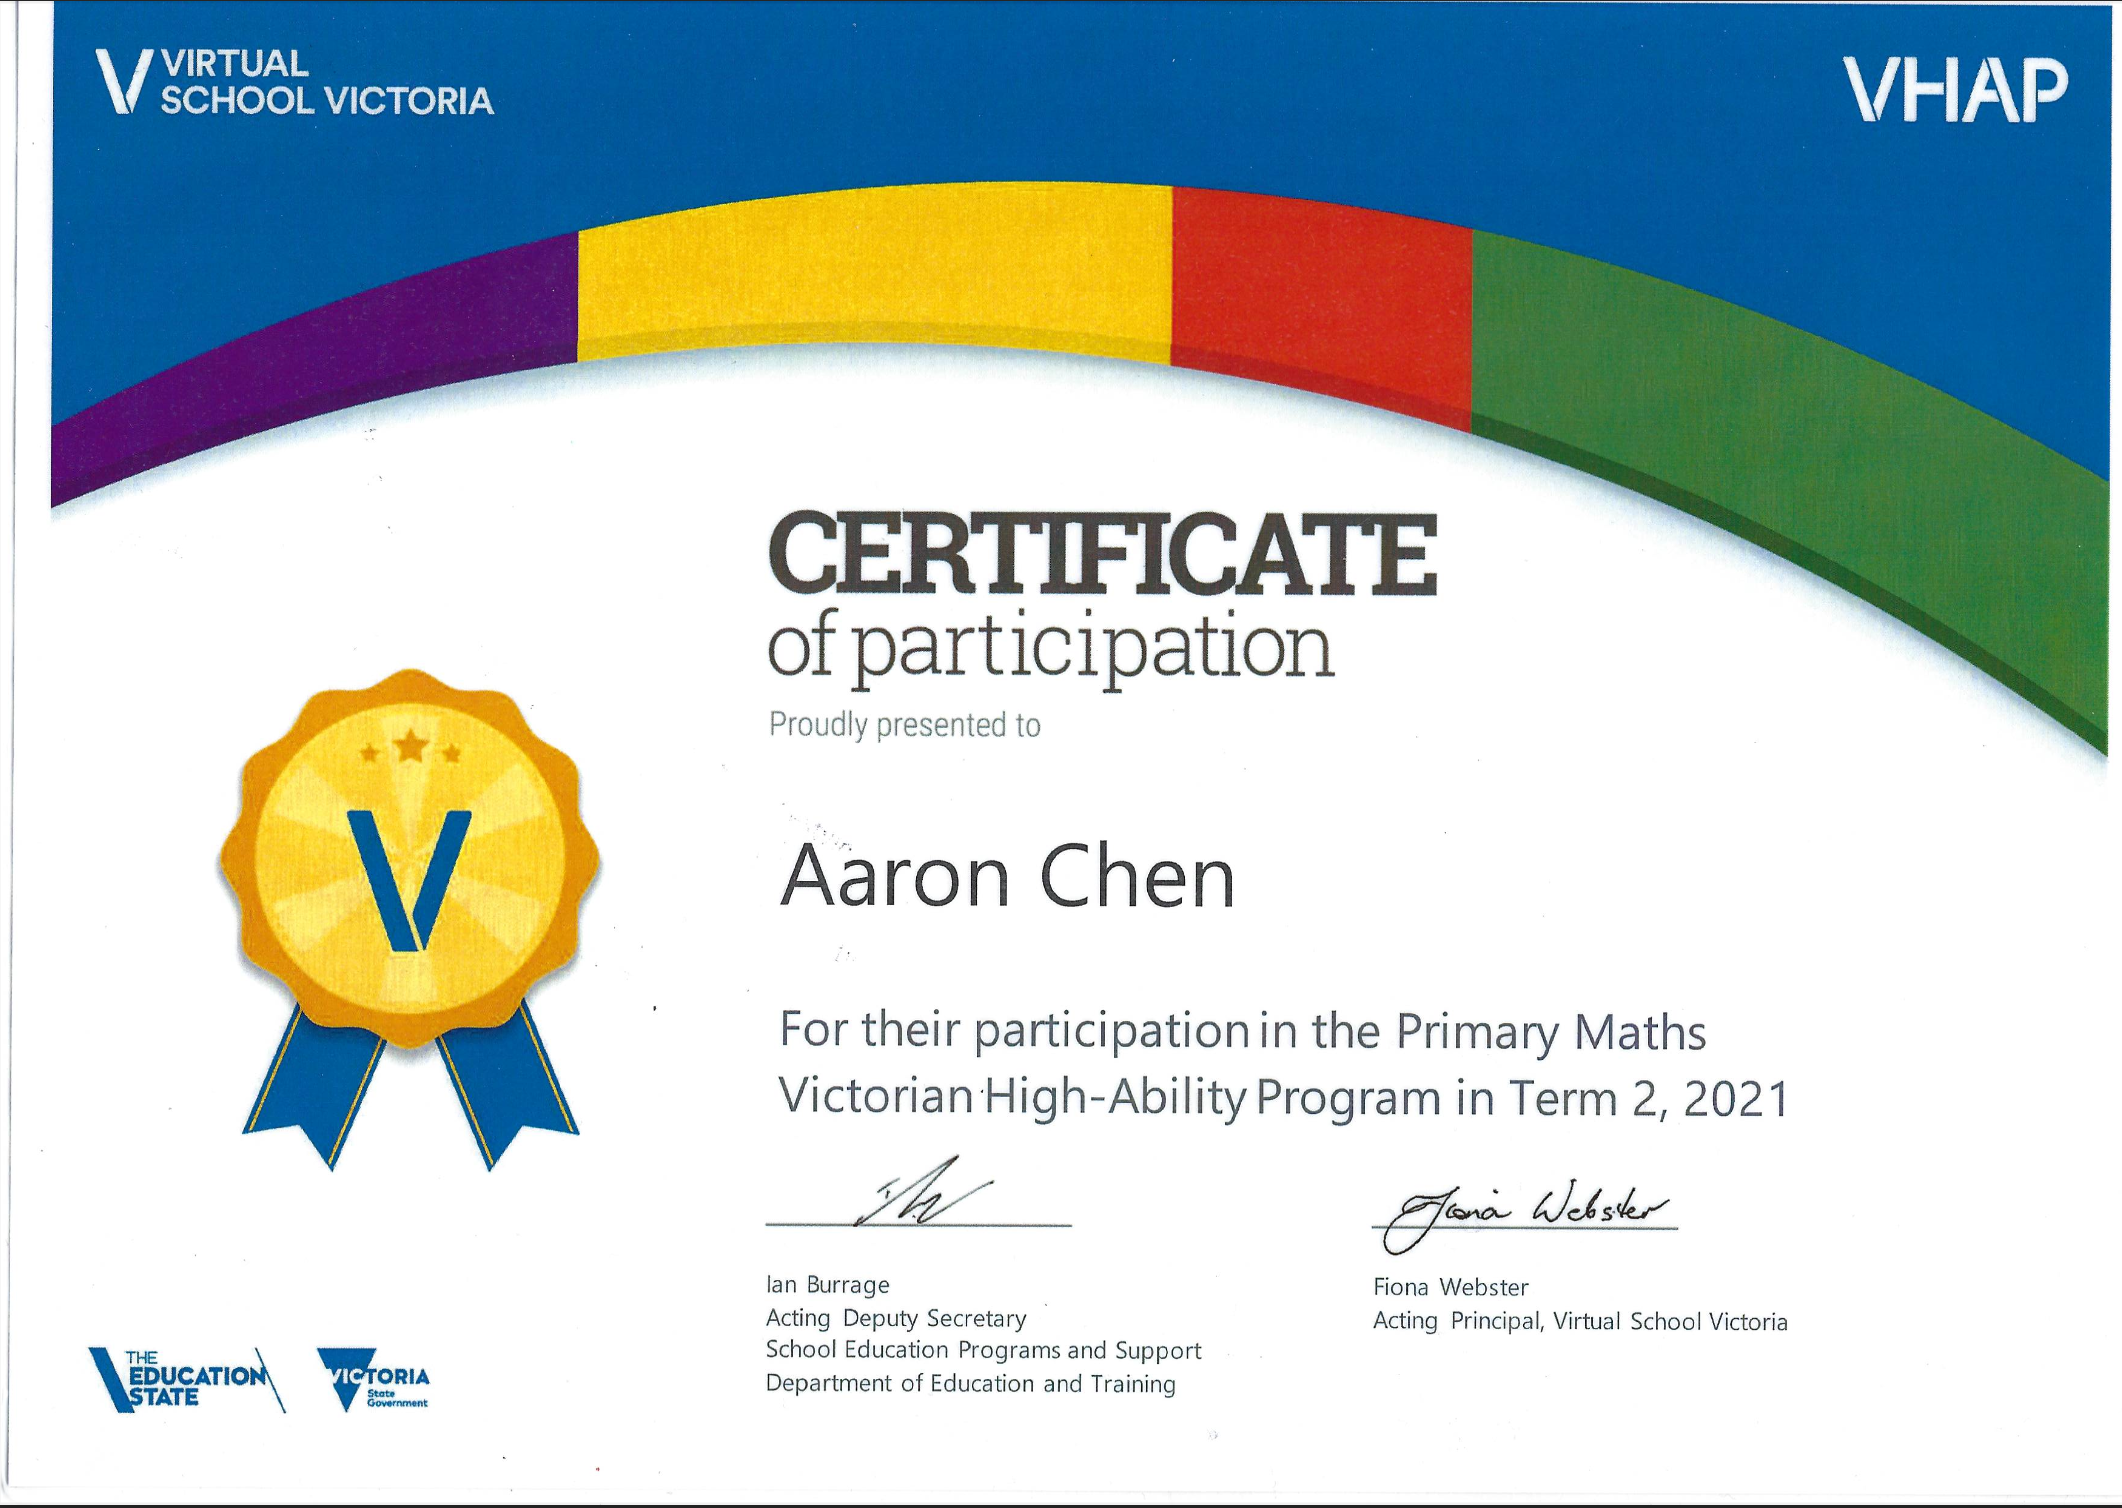 V VIRTUAL
SCHOOL VICTORIA
VHAP
CERTIFICATE
of participation
Proudly presented to
Aaron Chen
V
For their participation in the Primary Maths
Victorian High-Ability Program in Term 2, 2021
Fiona Webster
Ian Burrage
Acting Deputy Secretary
School Education Programs and Support
Department of Education and Training
Fiona Webster
Acting Principal, Virtual School Victoria
THE
EDUCATION
STATE
VICTORIA
State
Government